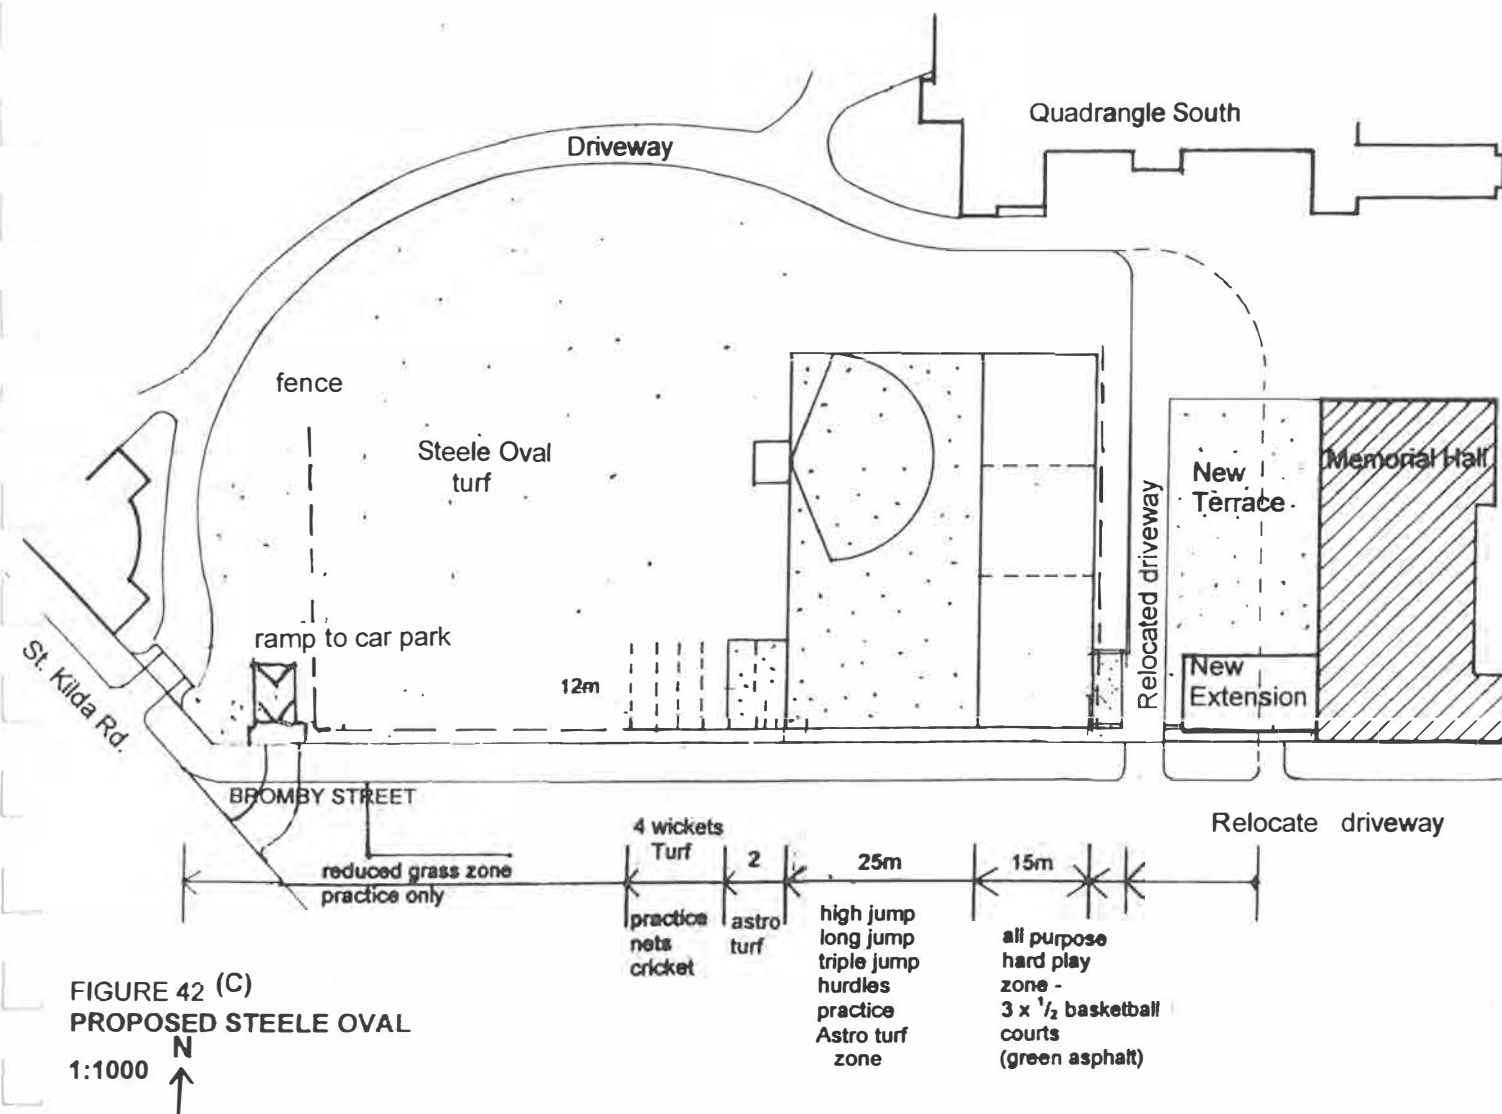 Quadrangle South
Driveway
fence
Steele Oval
turf
New
Terrace
Memorial Hall
Relocated driveway
ramp to car park
12m
New
Extension
St. Kilda Rd.
BROMBY STREET
Relocate driveway
reduced grass zone
practice only
4 wickets
Turf
2
25m
15m
practice
nets
cricket
astro
turf
high jump
long jump
triple jump
hurdles
practice
Astro turf
zone
all purpose
hard play
zone -
3 x 1/2 basketball
courts
(green asphalt)
FIGURE 42 (C)
PROPOSED STEELE OVAL
N
1:1000